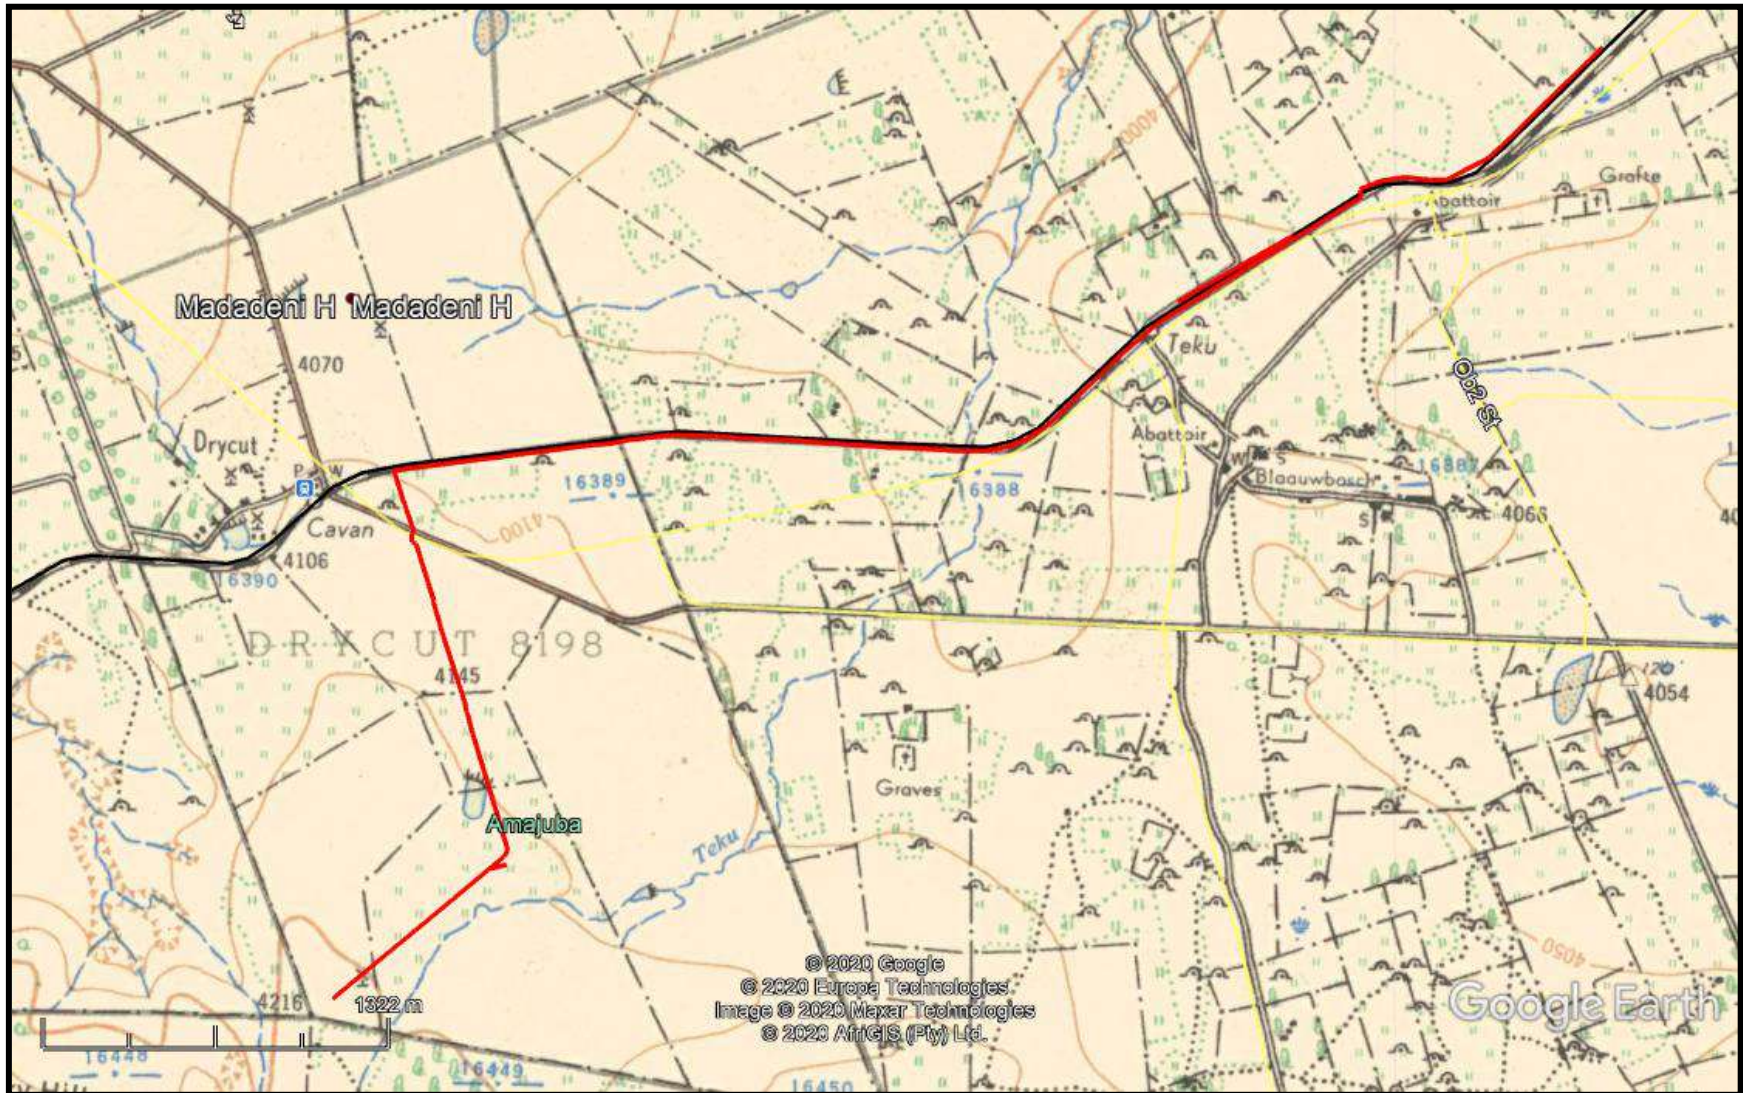 4000
Grafte
Abattoir
Madadeni H
Madadeni H
4070
Teku
Ob2 St
Drycut
P
W
16389
16388
Abattoir
Blaauwbosch
16887
S
4066
Cavan
4100
4106
16390
DRYCUT 8198
4145
4054
Graves
Amajuba
Teku
4050
4216
1322 m
© 2020 Google
© 2020 Europa Technologies
Image © 2020 Maxar Technologies
© 2020 AfriGIS (Pty) Ltd.
Google Earth
16448
16449
16450